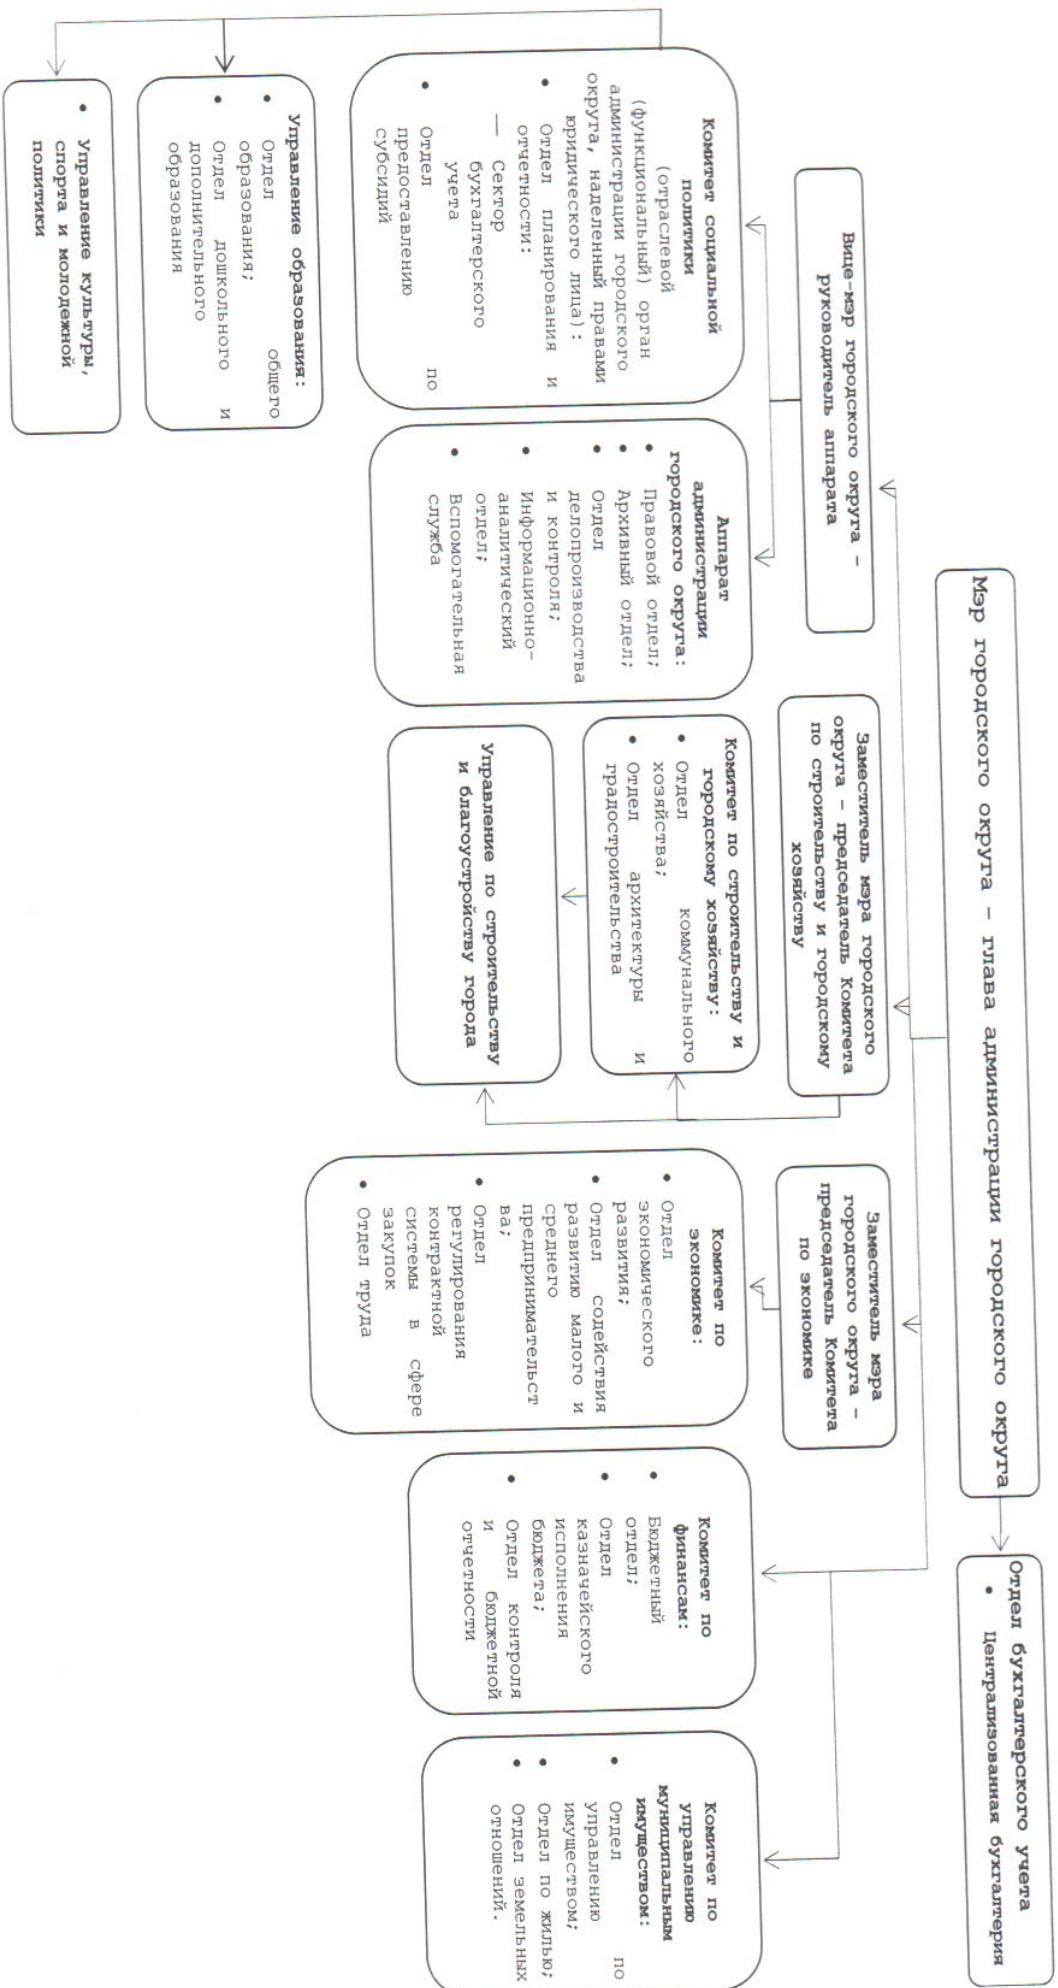 Мэр городского округа – глава администрации городского округа
Отдел бухгалтерского учета
• Централизованная бухгалтерия
Вице-мэр городского округа –
руководитель аппарата
Заместитель мэра городского
округа – председатель Комитета
по строительству и городскому
хозяйству
Заместитель мэра
городского округа –
председатель Комитета
по экономике
Комитет социальной
политики
(отраслевой
(функциональный) орган
администрации городского
округа, наделенный правами
юридического лица):
• Отдел планирования и
отчетности:
— Сектор
бухгалтерского
учета
• Отдел по
предоставлению
субсидий
Аппарат
администрации
городского округа:
• Правовой отдел;
• Архивный отдел;
• Отдел
делопроизводства
и контроля;
• Информационно-
аналитический
отдел;
• Вспомогательная
служба
Комитет по строительству и
городскому хозяйству:
• Отдел коммунального
хозяйства;
• Отдел архитектуры и
градостроительства
Управление по строительству
и благоустройству города
Комитет по
экономике:
• Отдел
экономического
развития;
• Отдел содействия
развитию малого и
среднего
предпринимательст
ва;
• Отдел
регулирования
контрактной
системы в сфере
закупок
• Отдел труда
Комитет по
финансам:
• Бюджетный
отдел;
• Отдел
казначейского
исполнения
бюджета;
• Отдел контроля
и бюджетной
отчетности
Комитет по
управлению
муниципальным
имуществом:
• Отдел по
управлению
имуществом;
• Отдел по жилью;
• Отдел земельных
отношений.
Управление образования:
• Отдел общего
образования;
• Отдел дошкольного и
дополнительного
образования
• Управление культуры,
спорта и молодежной
политики